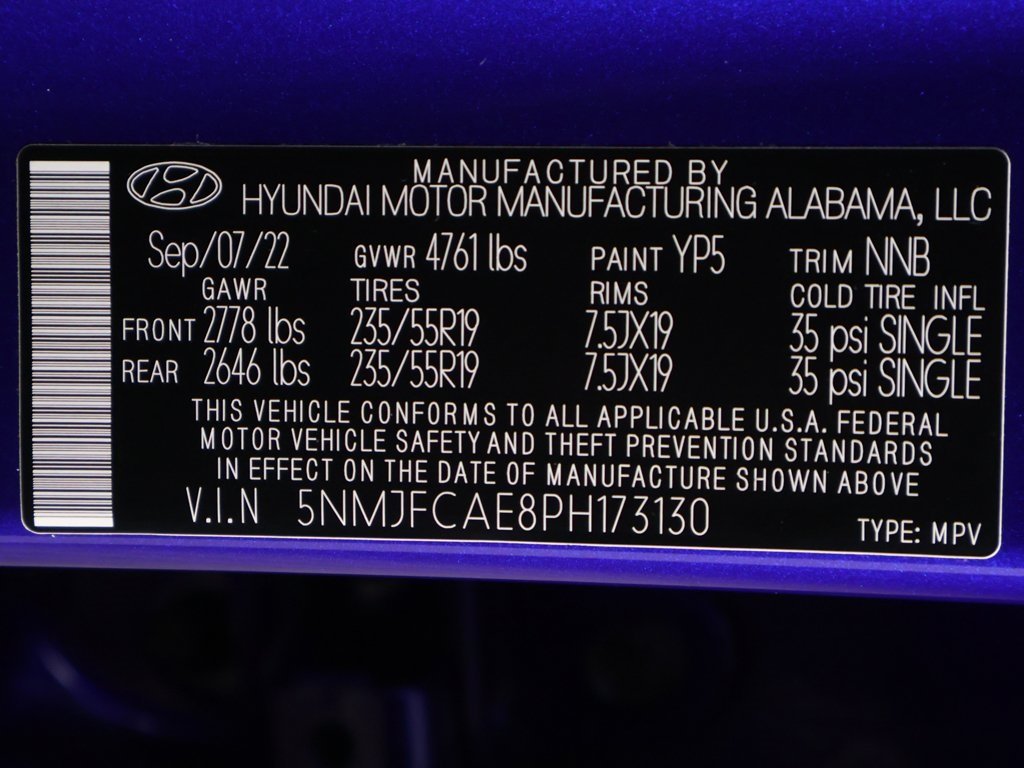 MANUFACTURED BY
HYUNDAI MOTOR MANUFACTURING ALABAMA, LLC
Sep/07/22 GVWR 4761 lbs PAINT YP5 TRIM NNB
GAWR TIRES RIMS COLD TIRE INFL
FRONT 2778 lbs 235/55R19 7.5JX19 35 psi SINGLE
REAR 2646 lbs 235/55R19 7.5JX19 35 psi SINGLE
THIS VEHICLE CONFORMS TO ALL APPLICABLE U.S.A. FEDERAL
MOTOR VEHICLE SAFETY AND THEFT PREVENTION STANDARDS
IN EFFECT ON THE DATE OF MANUFACTURE SHOWN ABOVE
V.I.N 5NMJFCAE8PH173130 TYPE: MPV